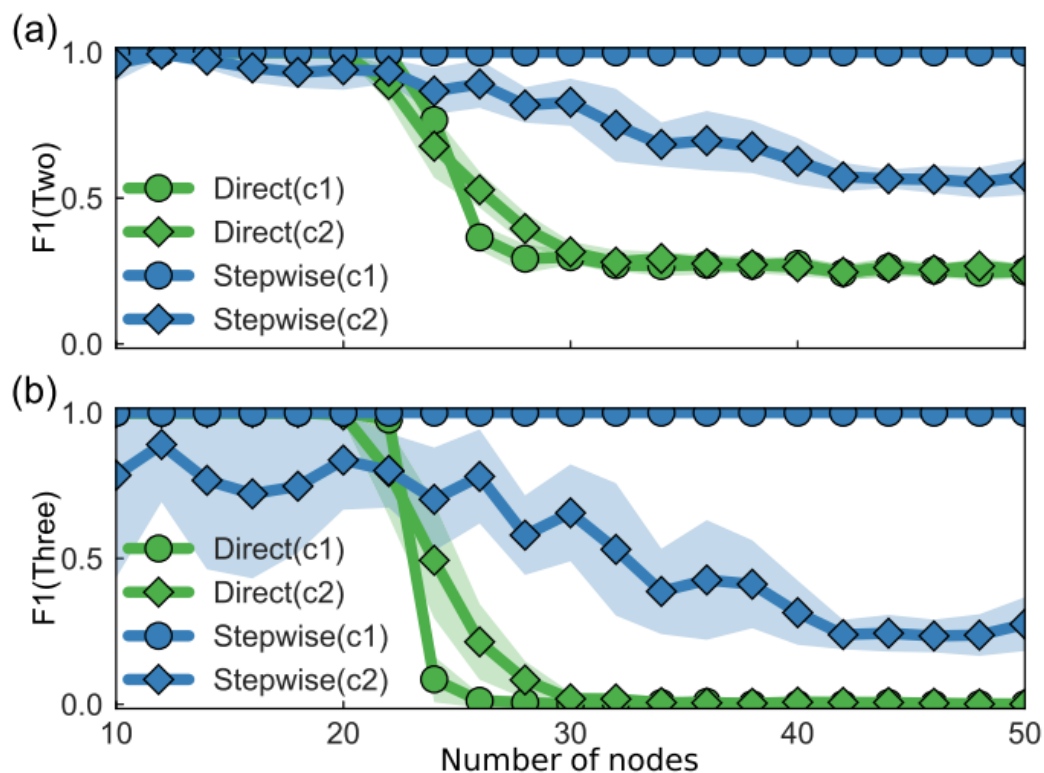 (a)
1.0
0.5
0.0
F1(Two)
Direct(c1)
Direct(c2)
Stepwise(c1)
Stepwise(c2)
(b)
1.0
0.5
0.0
F1(Three)
Direct(c1)
Direct(c2)
Stepwise(c1)
Stepwise(c2)
10 20 30 40 50
Number of nodes